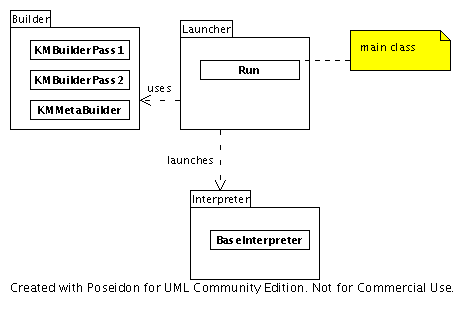 Builder
KMBuilderPass1
KMBuilderPass2
KMMetaBuilder
uses
Launcher
Run
main class
launches
Interpreter
BaseInterpreter
Created with Poseidon for UML Community Edition. Not for Commercial Use.